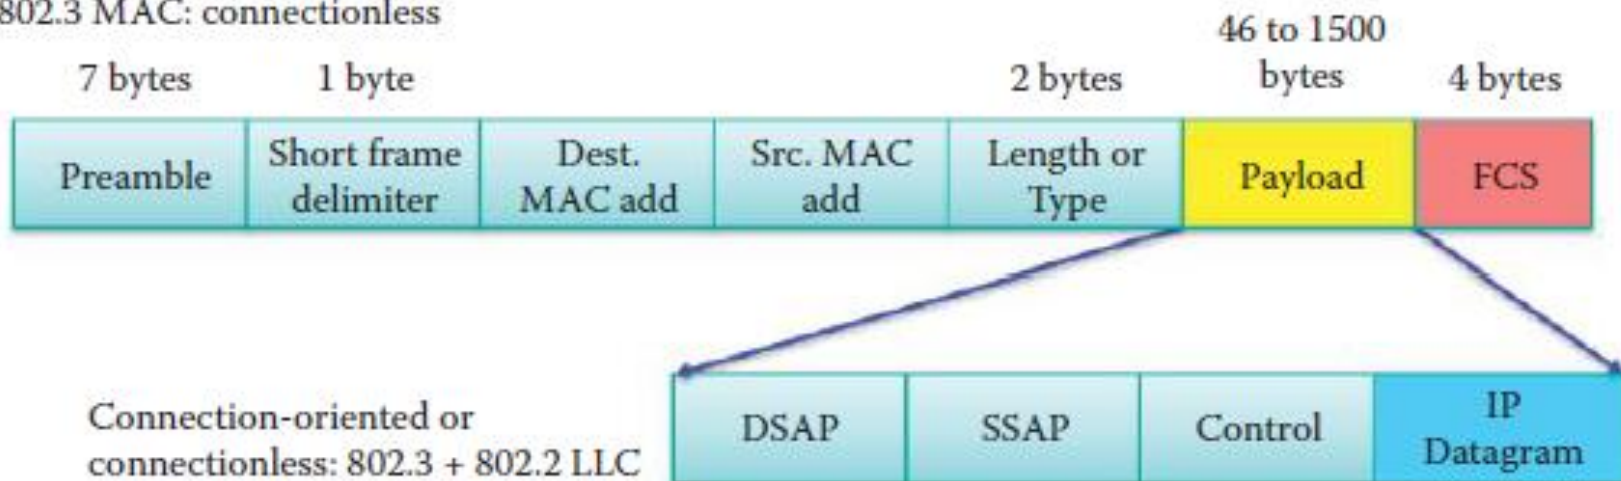 802.3 MAC: connectionless
46 to 1500
7 bytes 1 byte 2 bytes bytes 4 bytes
Preamble
Short frame
delimiter
Dest.
MAC add
Src. MAC
add
Length or
Type
Payload
FCS
Connection-oriented or
connectionless: 802.3 + 802.2 LLC
DSAP
SSAP
Control
IP
Datagram